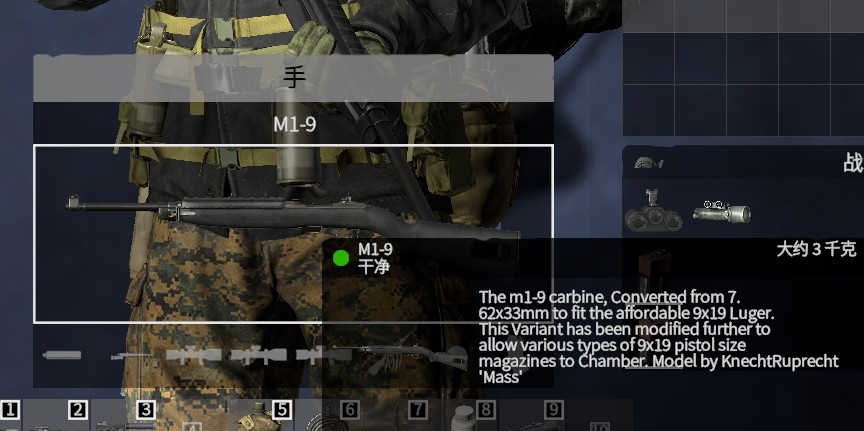 手
M1-9
战
大约 3 千克
M1-9
干净
The m1-9 carbine, Converted from 7.
62x33mm to fit the affordable 9x19 Luger.
This Variant has been modified further to
allow various types of 9x19 pistol size
magazines to Chamber. Model by KnechtRuprecht
'Mass'
1 2 3 4 5 6 7 8 9 10